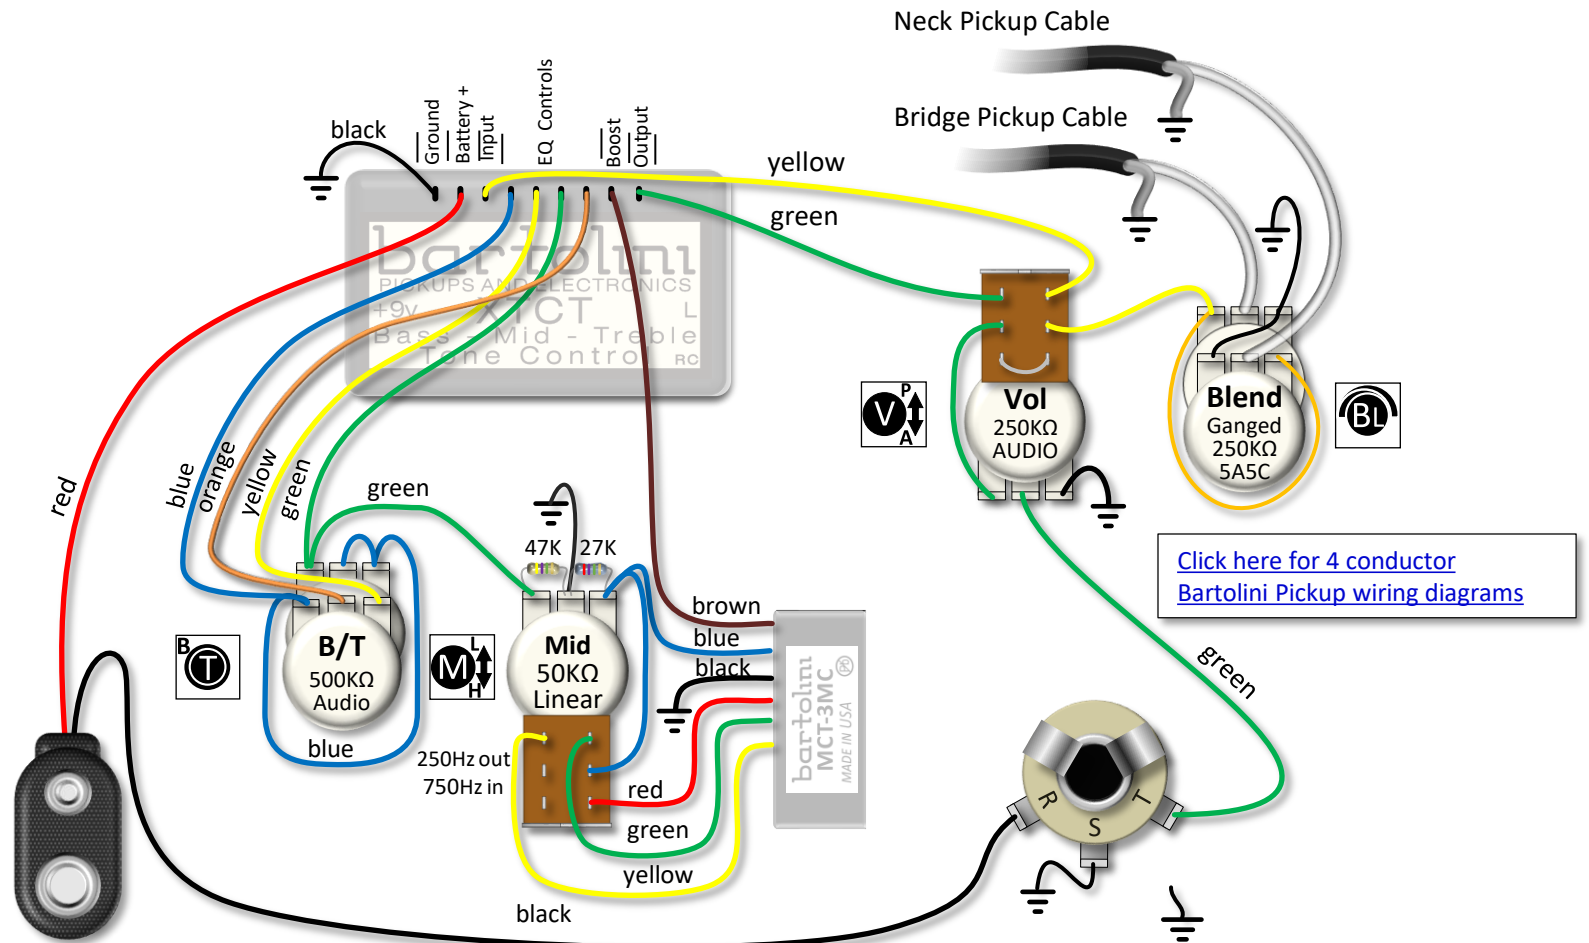 Neck Pickup Cable
Bridge Pickup Cable
black
Ground
Battery +
Input
EQ Controls
Boost
Output
yellow
green
bartolini
PICKUPS AND ELECTRONICS
+9v XTCT L
Bass - Mid - Treble
Tone Control RC
red
blue
orange
yellow
green
green
47K 27K
B/T
500KΩ
Audio
B T
blue
M L H
Mid
50KΩ
Linear
250Hz out
750Hz in
brown
blue
black
red
green
yellow
black
bartolini
MCT-3MC
MADE IN USA
Pb
V P A
Vol
250KΩ
AUDIO
Blend
Ganged
250KΩ
5A5C
BL
Click here for 4 conductor
Bartolini Pickup wiring diagrams
green
R S T